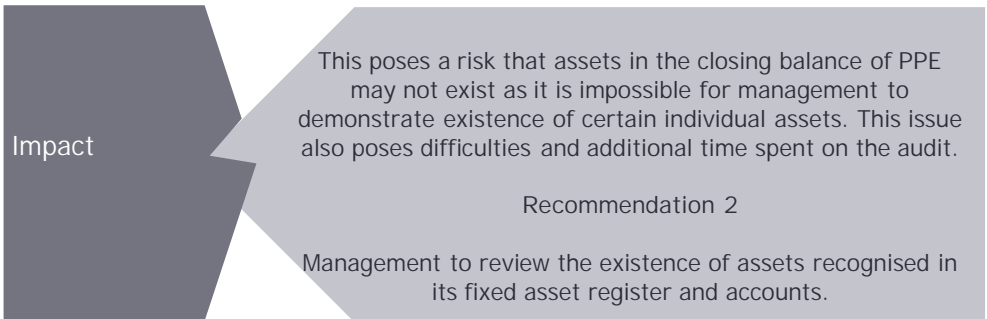 Impact
This poses a risk that assets in the closing balance of PPE
may not exist as it is impossible for management to
demonstrate existence of certain individual assets. This issue
also poses difficulties and additional time spent on the audit.
Recommendation 2
Management to review the existence of assets recognised in
its fixed asset register and accounts.